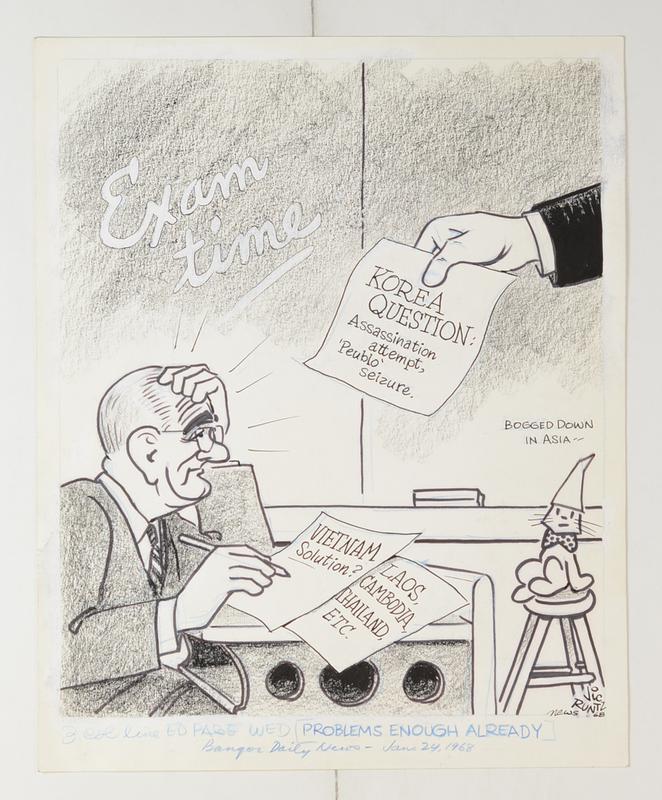 Exam
time
KOREA
QUESTION:
Assassination
attempt,
'Peublo'
seizure.
BOGGED DOWN
IN ASIA~
VIETNAM
Solution?
LAOS,
CAMBODIA,
THAILAND,
ETC.
Vic
RUNTZ
news 68
3 col line ED PAGE WED PROBLEMS ENOUGH ALREADY
Bangor Daily News - Jan. 24, 1968